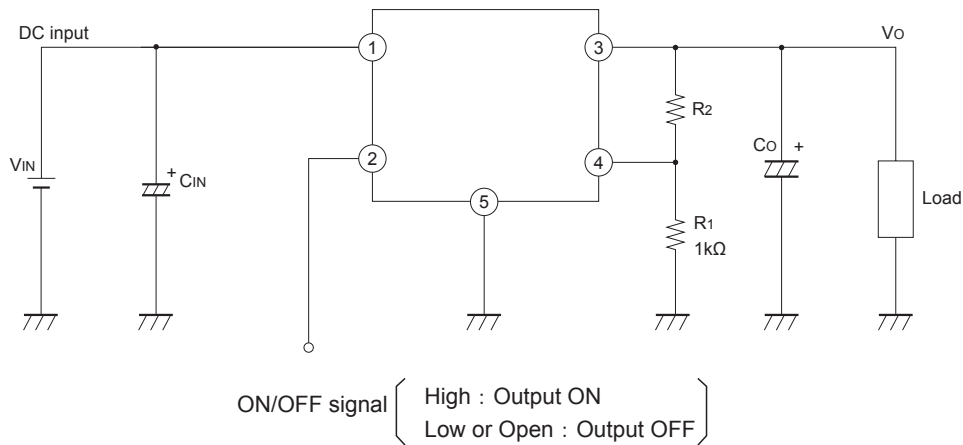 DC input
1
3
VO
R2
2
4
CO +
VIN
+ CIN
5
R1
1kΩ
Load
ON/OFF signal
High : Output ON
Low or Open : Output OFF